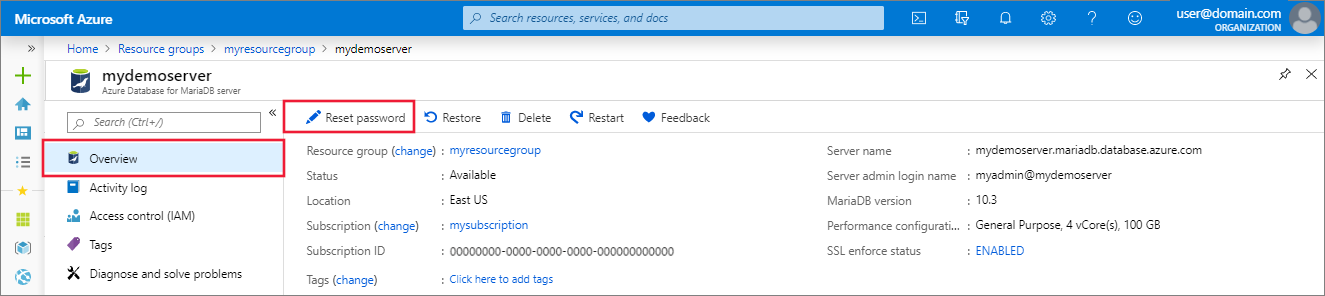 Microsoft Azure
Search resources, services, and docs
user@domain.com
ORGANIZATION
Home > Resource groups > myresourcegroup > mydemoserver
mydemoserver
Azure Database for MariaDB server
Search (Ctrl+/)
Overview
Activity log
Access control (IAM)
Tags
Diagnose and solve problems
Reset password Restore Delete Restart Feedback
Resource group (change) : myresourcegroup
Status : Available
Location : East US
Subscription (change) : mysubscription
Subscription ID : 00000000-0000-0000-0000-000000000000
Tags (change) : Click here to add tags
Server name : mydemoserver.mariadb.database.azure.com
Server admin login name : myadmin@mydemoserver
MariaDB version : 10.3
Performance configurati... : General Purpose, 4 vCore(s), 100 GB
SSL enforce status : ENABLED